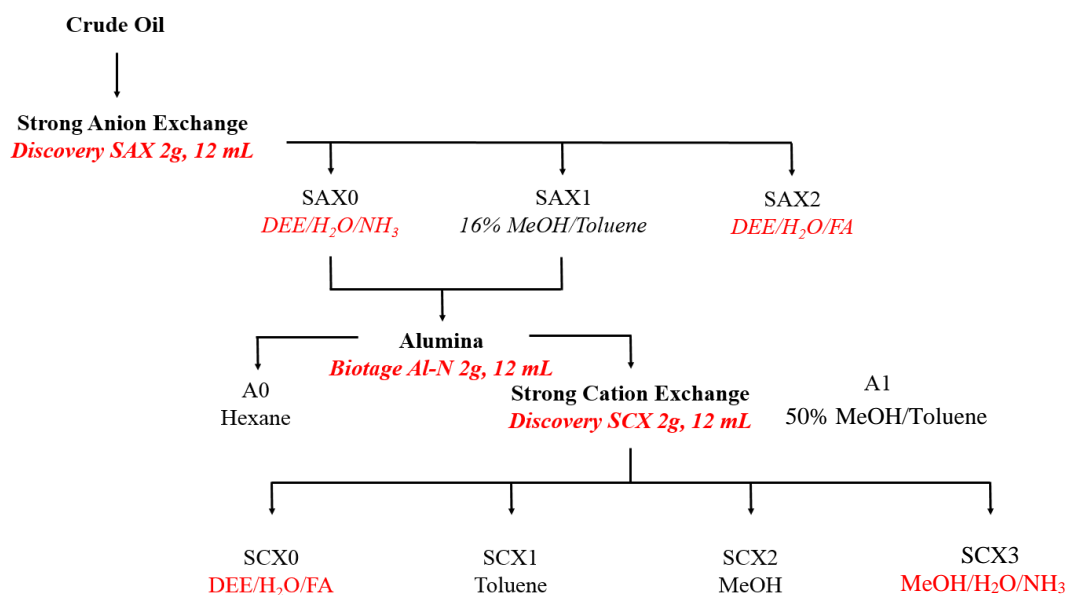 Crude Oil
Strong Anion Exchange
Discovery SAX 2g, 12 mL
SAX0
DEE/H₂O/NH₃
SAX1
16% MeOH/Toluene
SAX2
DEE/H₂O/FA
Alumina
Biotage Al-N 2g, 12 mL
A0
Hexane
Strong Cation Exchange
Discovery SCX 2g, 12 mL
A1
50% MeOH/Toluene
SCX0
DEE/H₂O/FA
SCX1
Toluene
SCX2
MeOH
SCX3
MeOH/H₂O/NH₃